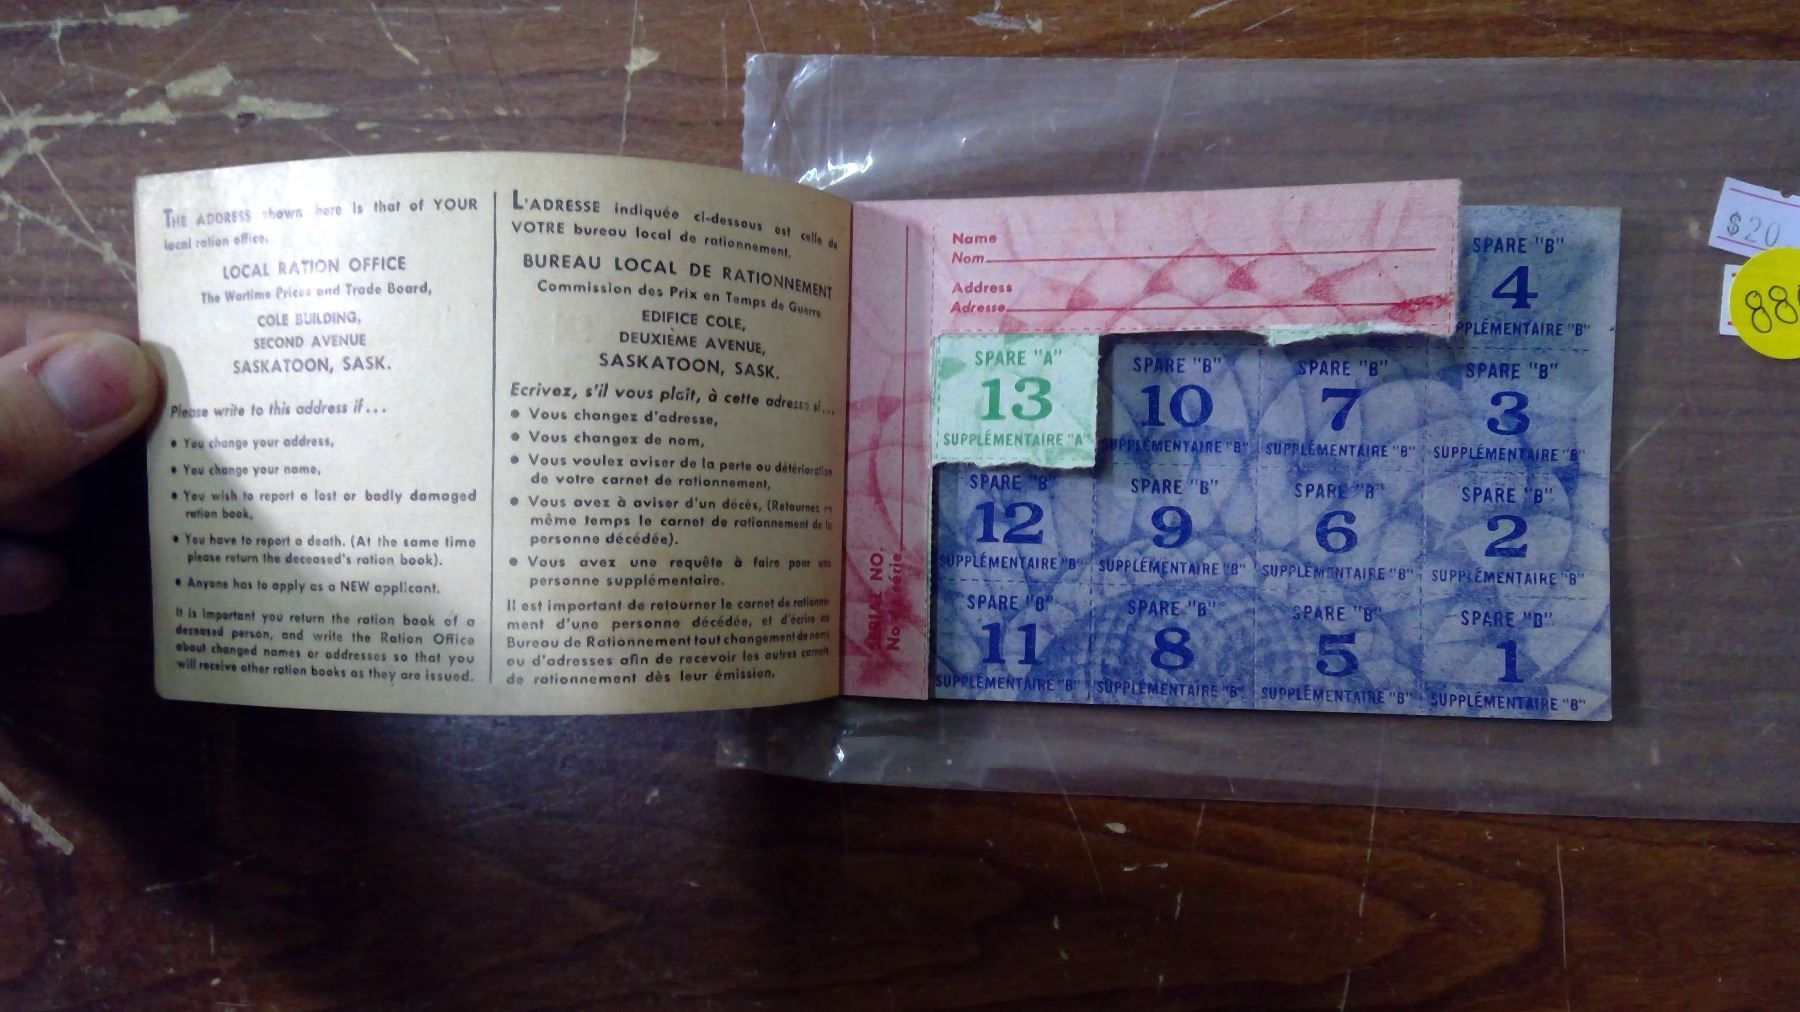 THE ADDRESS shown here is that of YOUR
local ration office.
LOCAL RATION OFFICE
The Wartime Prices and Trade Board,
COLE BUILDING,
SECOND AVENUE
SASKATOON, SASK.
Please write to this address if...
• You change your address,
• You change your name,
• You wish to report a lost or badly damaged
ration book,
• You have to report a death. (At the same time
please return the deceased's ration book).
• Anyone has to apply as a NEW applicant.
It is important you return the ration book of a
deceased person, and write the Ration Office
about changed names or addresses so that you
will receive other ration books as they are issued.
L'ADRESSE indiquée ci-dessous est celle de
VOTRE bureau local de rationnement.
BUREAU LOCAL DE RATIONNEMENT
Commission des Prix en Temps de Guerre
EDIFICE COLE,
DEUXIÈME AVENUE,
SASKATOON, SASK.
Ecrivez, s'il vous plaît, à cette adresse si...
• Vous changez d'adresse,
• Vous changez de nom,
• Vous voulez aviser de la perte ou détérioration
de votre carnet de rationnement,
• Vous avez à aviser d'un décès, (Retournez en
même temps le carnet de rationnement de la
personne décédée).
• Vous avez une requête à faire pour une
personne supplémentaire.
Il est important de retourner le carnet de rationne-
ment d'une personne décédée, et d'écrire au
Bureau de Rationnement tout changement de noms
ou d'adresses afin de recevoir les autres carnets
de rationnement dès leur émission.
SERIAL NO.
No de série
Name
Nom
Address
Adresse
SPARE "B"
4
PPLÉMENTAIRE "B"
SPARE "A"
13
SUPPLÉMENTAIRE "A"
SPARE "B"
10
SUPPLÉMENTAIRE "B"
SPARE "B"
7
SUPPLÉMENTAIRE "B"
SPARE "B"
3
SUPPLÉMENTAIRE "B"
SPARE "B"
12
SUPPLÉMENTAIRE "B"
SPARE "B"
9
SUPPLÉMENTAIRE "B"
SPARE "B"
6
SUPPLÉMENTAIRE "B"
SPARE "B"
2
SUPPLÉMENTAIRE "B"
SPARE "B"
11
SUPPLÉMENTAIRE "B"
SPARE "B"
8
SUPPLÉMENTAIRE "B"
SPARE "B"
5
SUPPLÉMENTAIRE "B"
SPARE "B"
1
SUPPLÉMENTAIRE "B"
$20